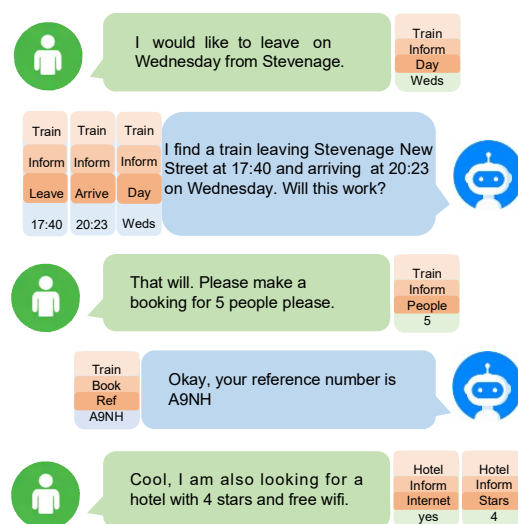 I would like to leave on
Wednesday from Stevenage.
Train
Inform
Day
Weds
Train Train Train
Inform Inform Inform
Leave Arrive Day
17:40 20:23 Weds
I find a train leaving Stevenage New
Street at 17:40 and arriving at 20:23
on Wednesday. Will this work?
That will. Please make a
booking for 5 people please.
Train
Inform
People
5
Train
Book
Ref
A9NH
Okay, your reference number is
A9NH
Cool, I am also looking for a
hotel with 4 stars and free wifi.
Hotel Hotel
Inform Inform
Internet Stars
yes 4